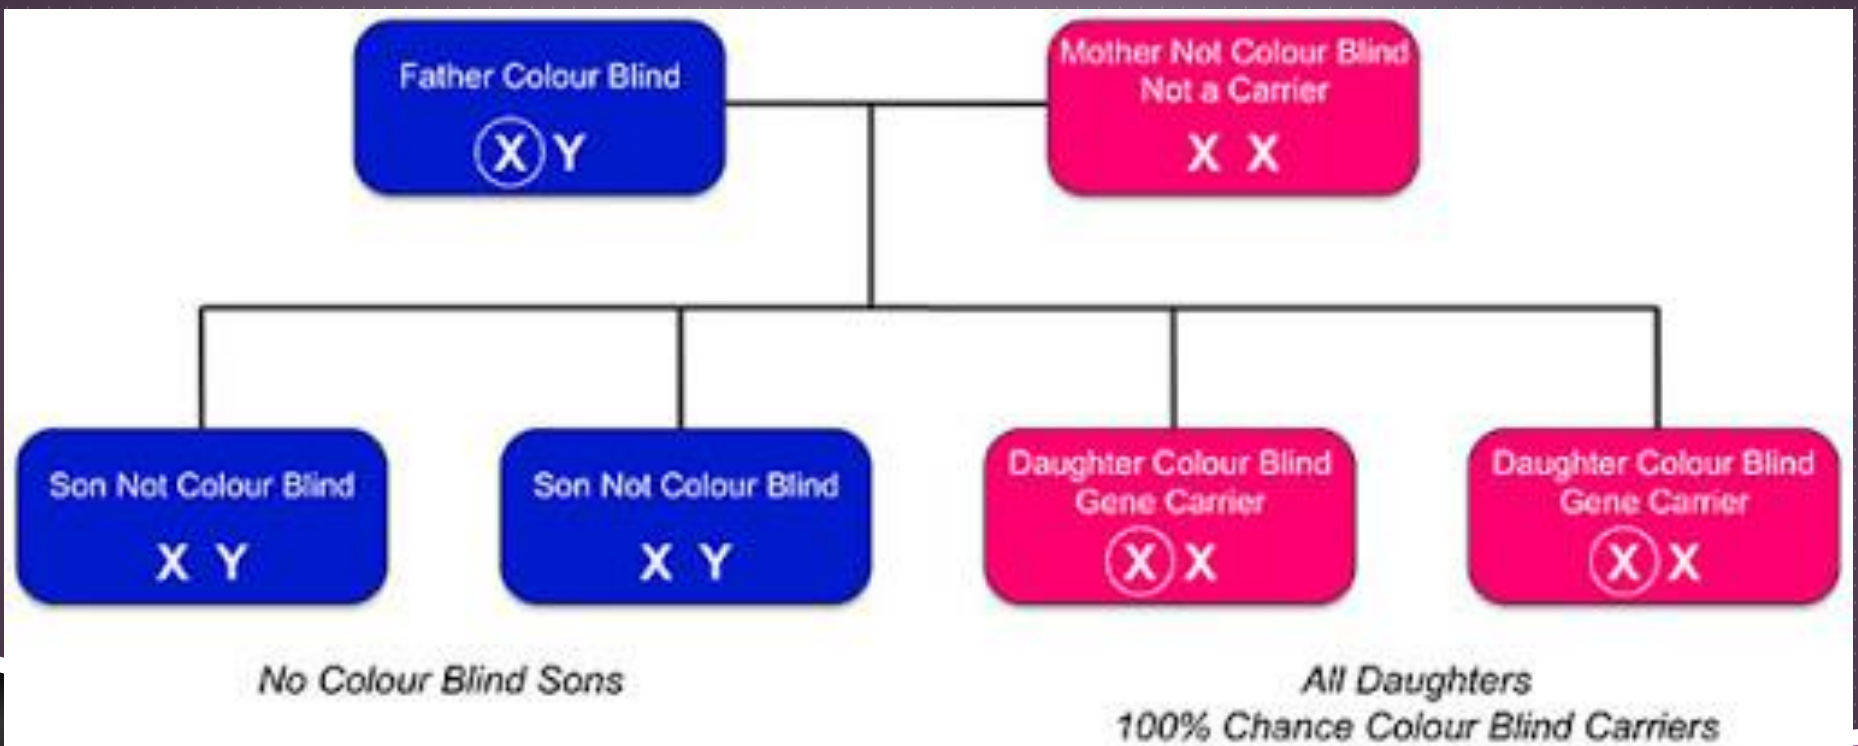 Father Colour Blind
X Y
Mother Not Colour Blind
Not a Carrier
X X
Son Not Colour Blind
X Y
Son Not Colour Blind
X Y
Daughter Colour Blind
Gene Carrier
X X
Daughter Colour Blind
Gene Carrier
X X
No Colour Blind Sons
All Daughters
100% Chance Colour Blind Carriers